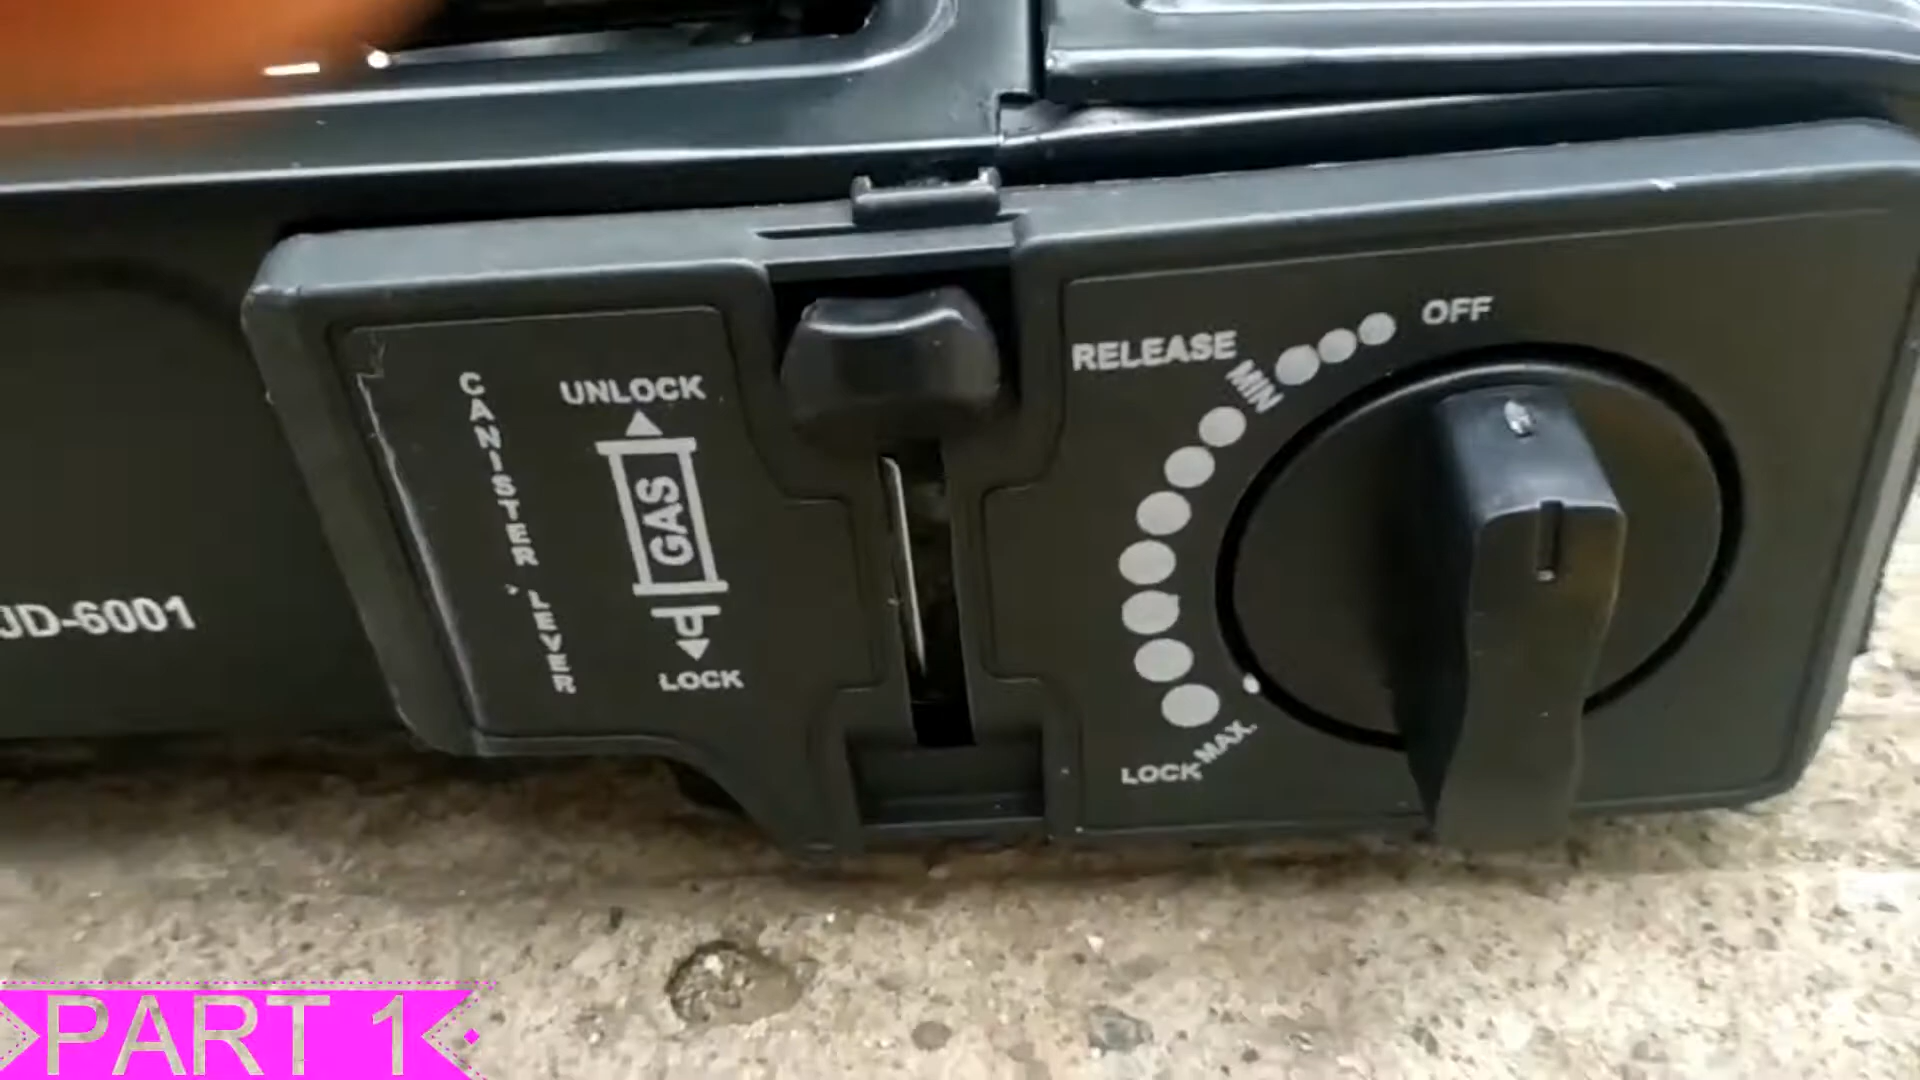 JD-6001
CANISTER LEVER
UNLOCK
GAS
LOCK
RELEASE
MIN
OFF
LOCK
MAX.
PART 1